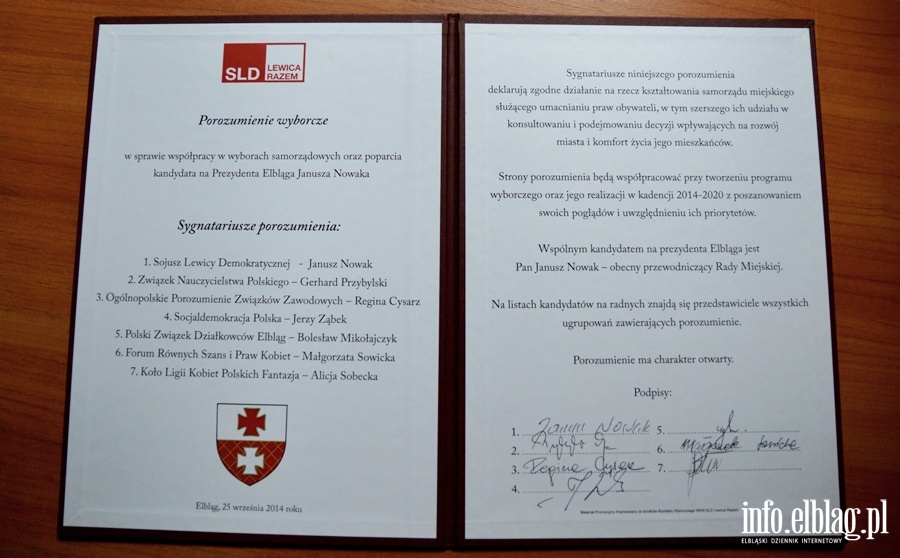 SLD LEWICA
RAZEM
Porozumienie wyborcze
w sprawie współpracy w wyborach samorządowych oraz poparcia
kandydata na Prezydenta Elbląga Janusza Nowaka
Sygnatariusze porozumienia:
1. Sojusz Lewicy Demokratycznej - Janusz Nowak
2. Związek Nauczycielstwa Polskiego – Gerhard Przybylski
3. Ogólnopolskie Porozumienie Związków Zawodowych – Regina Cysarz
4. Socjaldemokracja Polska – Jerzy Ząbek
5. Polski Związek Działkowców Elbląg – Bolesław Mikołajczyk
6. Forum Równych Szans i Praw Kobiet – Małgorzata Sowicka
7. Koło Ligii Kobiet Polskich Fantazja – Alicja Sobecka
Elbląg, 25 września 2014 roku
Sygnatariusze niniejszego porozumienia
deklarują zgodne działanie na rzecz kształtowania samorządu miejskiego
służącego umacnianiu praw obywateli, w tym szerszego ich udziału w
konsultowaniu i podejmowaniu decyzji wpływających na rozwój
miasta i komfort życia jego mieszkańców.
Strony porozumienia będą współpracować przy tworzeniu programu
wyborczego oraz jego realizacji w kadencji 2014-2020 z poszanowaniem
swoich poglądów i uwzględnieniu ich priorytetów.
Wspólnym kandydatem na prezydenta Elbląga jest
Pan Janusz Nowak – obecny przewodniczący Rady Miejskiej.
Na listach kandydatów na radnych znajdą się przedstawiciele wszystkich
ugrupowań zawierających porozumienie.
Porozumienie ma charakter otwarty.
Podpisy:
1. Janusz Nowak
2.
3. Regina Cysarz
4.
5.
6.
7.
info.elblag.pl
ELBLĄSKI DZIENNIK INTERNETOWY